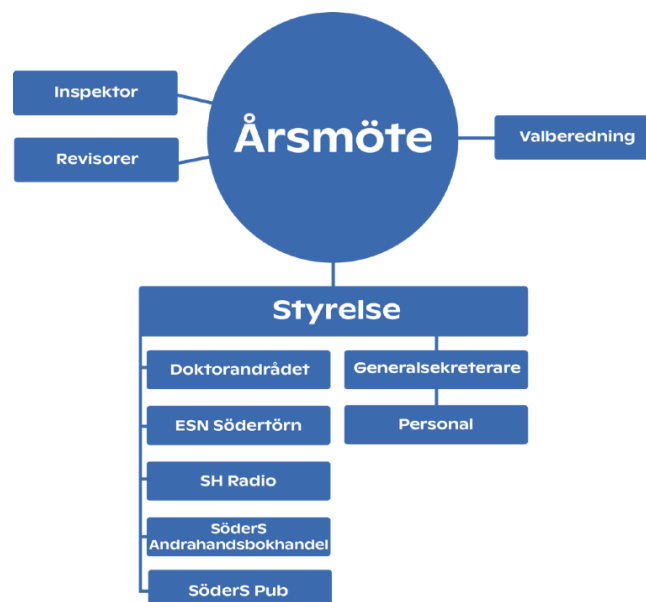 Inspektor
Årsmöte
Valberedning
Revisorer
Styrelse
Doktorandrådet
Generalsekreterare
ESN Södertörn
Personal
SH Radio
SöderS
Andrahandsbokhandel
SöderS Pub